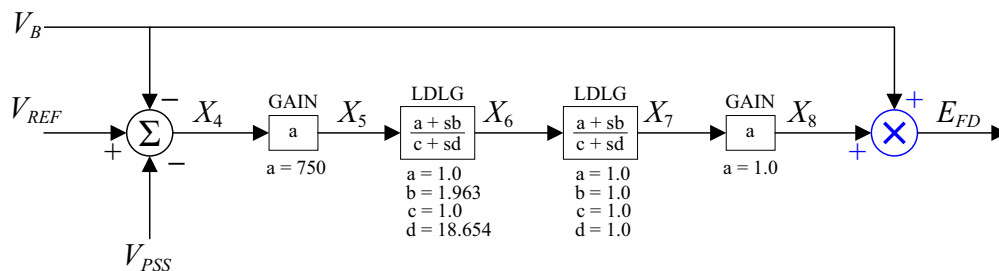 V_B
V_REF
+
−
−
Σ
X_4
GAIN
a
a = 750
X_5
LDLG
a + sb
c + sd
a = 1.0
b = 1.963
c = 1.0
d = 18.654
X_6
LDLG
a + sb
c + sd
a = 1.0
b = 1.0
c = 1.0
d = 1.0
X_7
GAIN
a
a = 1.0
X_8
+
+
×
E_FD
V_PSS